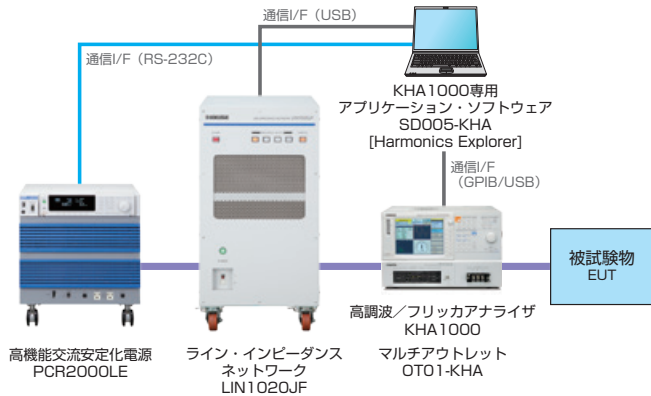 通信I/F（USB）
通信I/F（RS-232C）
KHA1000専用
アプリケーション・ソフトウェア
SD005-KHA
[Harmonics Explorer]
通信I/F
（GPIB/USB）
被試験物
EUT
高調波／フリッカアナライザ
KHA1000
マルチアウトレット
OT01-KHA
高機能交流安定化電源
PCR2000LE
ライン・インピーダンス
ネットワーク
LIN1020JF